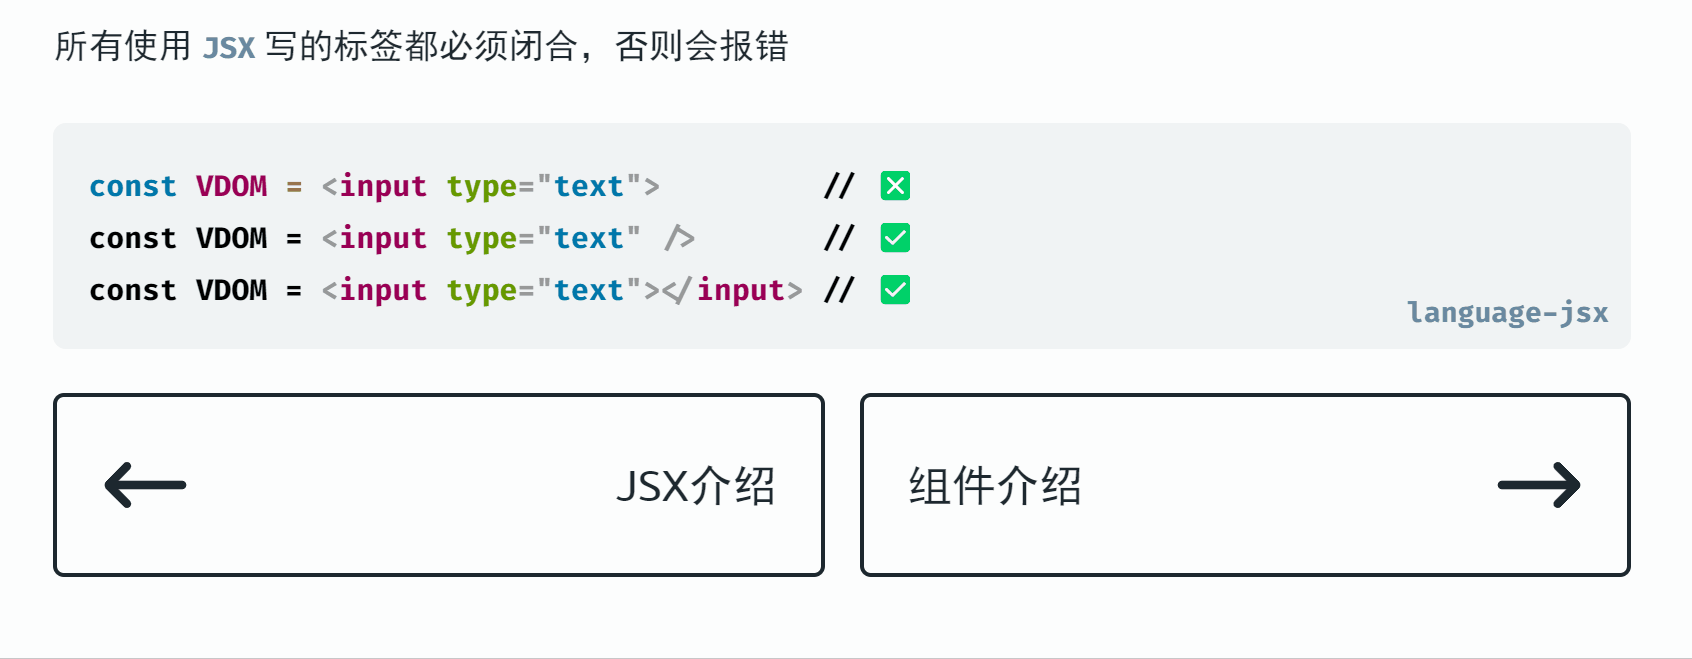 所有使用 JSX 写的标签都必须闭合，否则会报错
const VDOM = <input type="text">         // ❎
const VDOM = <input type="text" />       // ✅
const VDOM = <input type="text"></input> // ✅
language-jsx
← JSX介绍
组件介绍 →